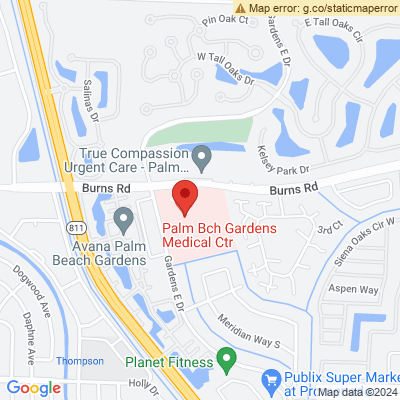 Map error: g.co/staticmaperror
Pin Oak Ct
E Tall Oaks Cir
W Tall Oaks Ct
Gardens E Dr
Salinas Dr
Kelsey Park Dr
True Compassion
Urgent Care - Palm...
Burns Rd
Burns Rd
811
Palm Bch Gardens
Medical Ctr
3rd Ct
Siena Oaks Cir W
Avana Palm
Beach Gardens
Gardens E Dr
Dogwood Ave
Aspen Way
Daphne Ave
Meridian Way S
Thompson
Planet Fitness
Holly Dr
Publix Super Marke
at Pro
Google
Map data ©2024